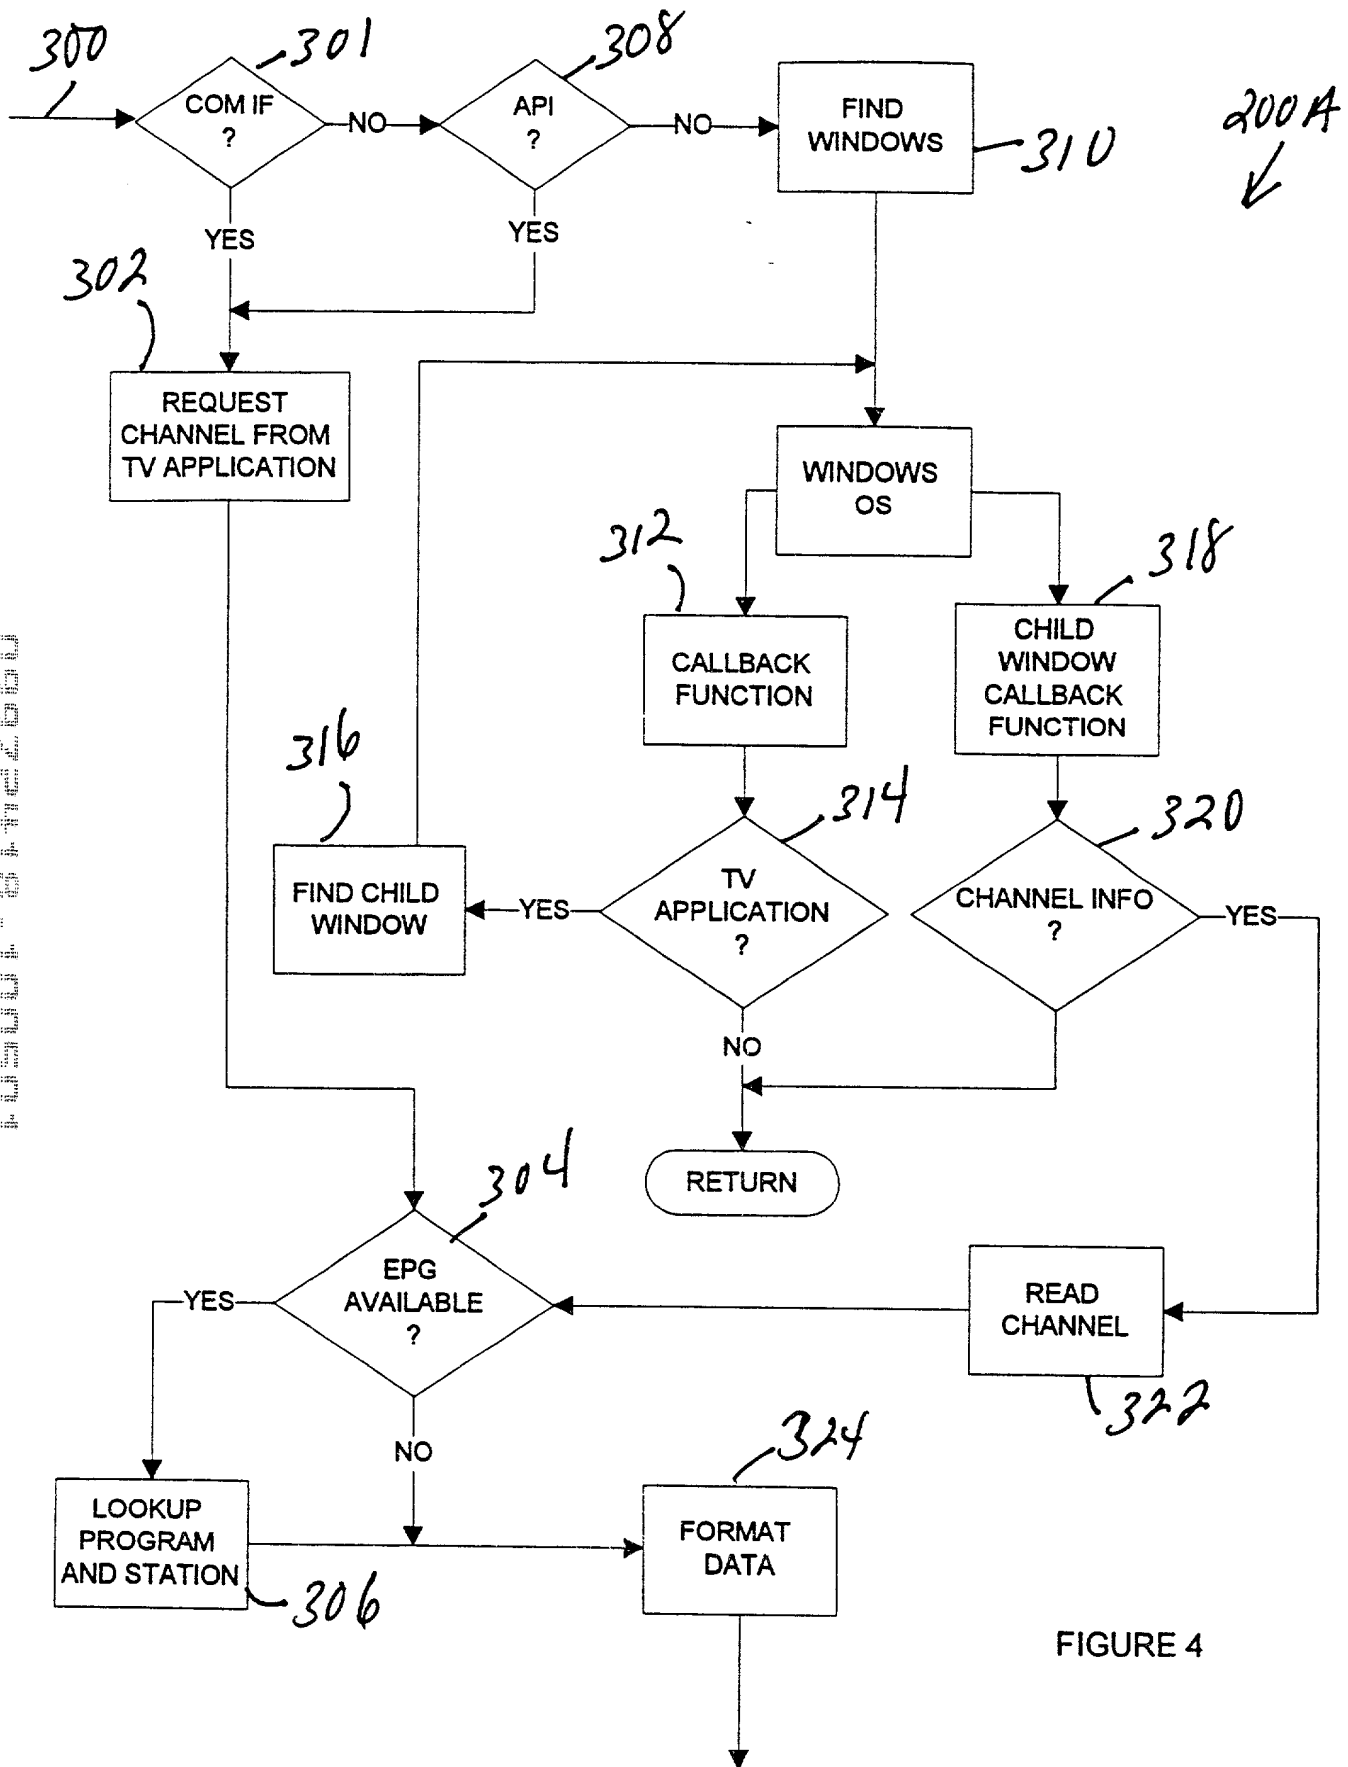 300
301
308
COM IF
?
NO
API
?
NO
FIND
WINDOWS
310
200A
YES
YES
302
REQUEST
CHANNEL FROM
TV APPLICATION
WINDOWS
OS
312
318
CALLBACK
FUNCTION
CHILD
WINDOW
CALLBACK
FUNCTION
316
314
320
FIND CHILD
WINDOW
YES
TV
APPLICATION
?
CHANNEL INFO
?
YES
NO
RETURN
304
EPG
AVAILABLE
?
YES
READ
CHANNEL
322
NO
324
LOOKUP
PROGRAM
AND STATION
306
FORMAT
DATA
FIGURE 4